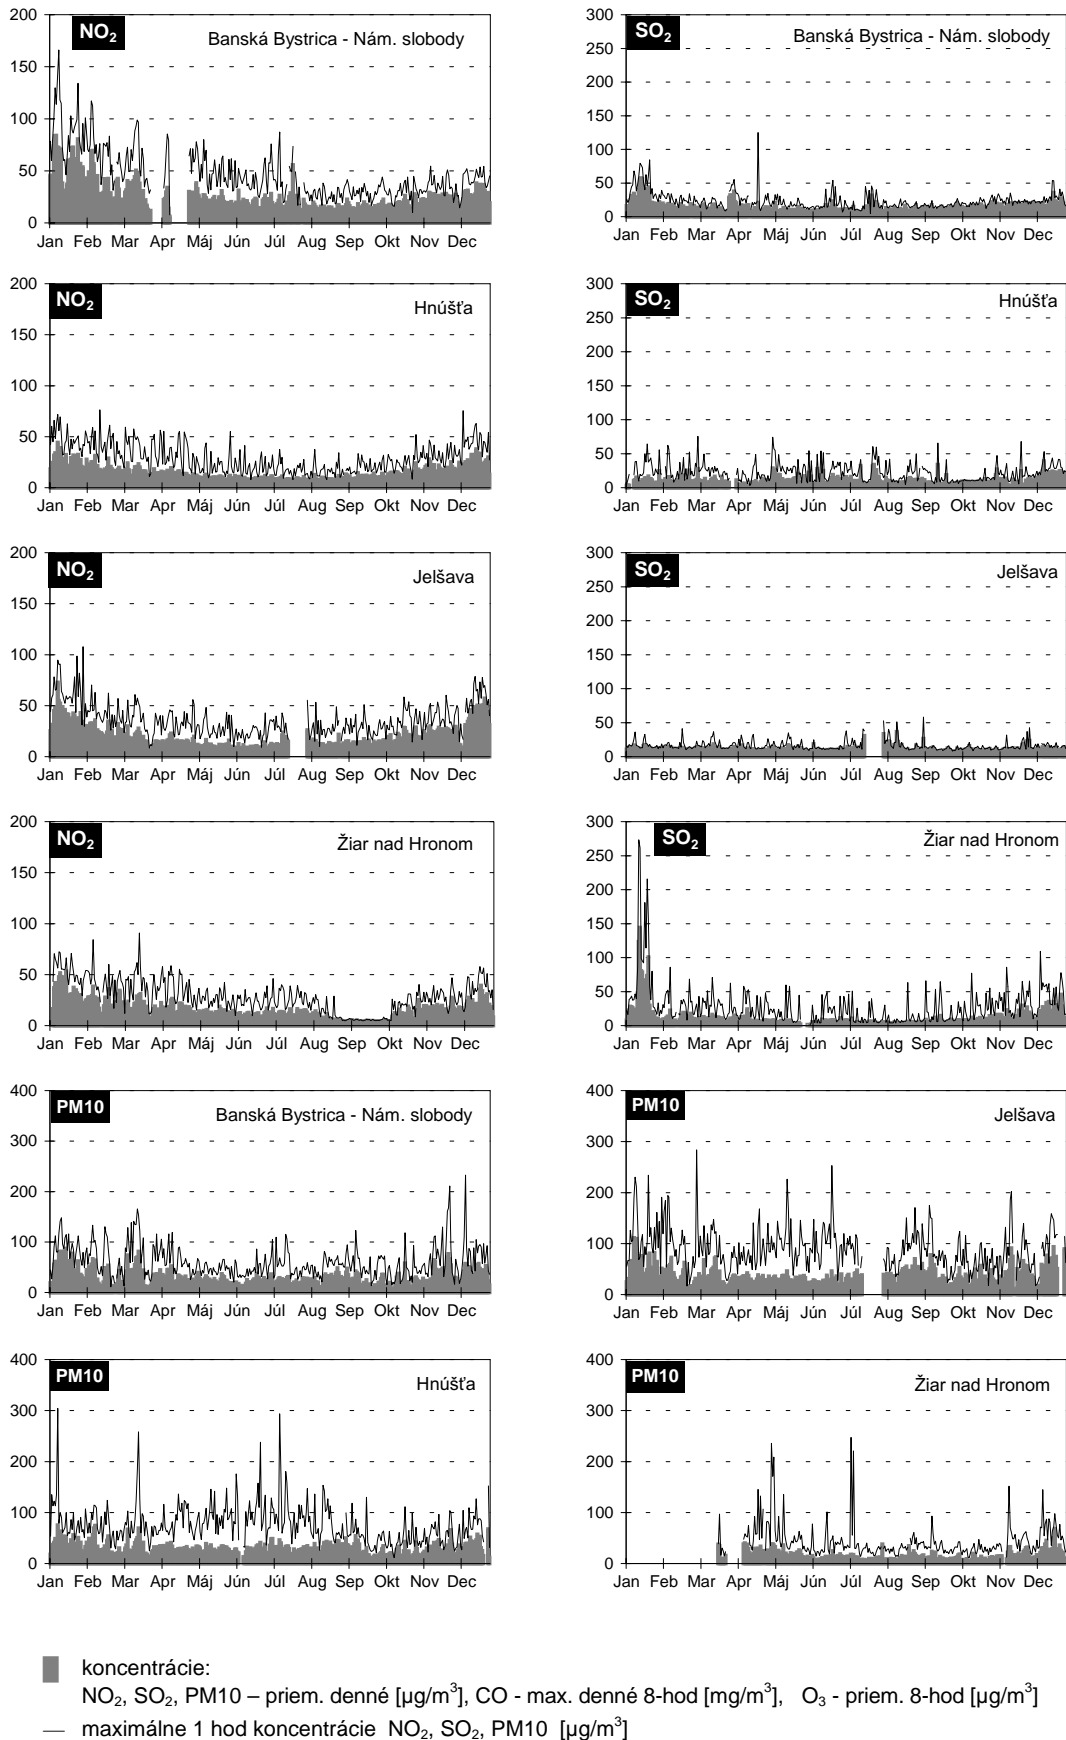 NO₂ Banská Bystrica - Nám. slobody
200
150
100
50
0
Jan Feb Mar Apr Máj Jún Júl Aug Sep Okt Nov Dec
SO₂ Banská Bystrica - Nám. slobody
300
250
200
150
100
50
0
Jan Feb Mar Apr Máj Jún Júl Aug Sep Okt Nov Dec
NO₂ Hnúšťa
200
150
100
50
0
Jan Feb Mar Apr Máj Jún Júl Aug Sep Okt Nov Dec
SO₂ Hnúšťa
300
250
200
150
100
50
0
Jan Feb Mar Apr Máj Jún Júl Aug Sep Okt Nov Dec
NO₂ Jelšava
200
150
100
50
0
Jan Feb Mar Apr Máj Jún Júl Aug Sep Okt Nov Dec
SO₂ Jelšava
300
250
200
150
100
50
0
Jan Feb Mar Apr Máj Jún Júl Aug Sep Okt Nov Dec
NO₂ Žiar nad Hronom
200
150
100
50
0
Jan Feb Mar Apr Máj Jún Júl Aug Sep Okt Nov Dec
SO₂ Žiar nad Hronom
300
250
200
150
100
50
0
Jan Feb Mar Apr Máj Jún Júl Aug Sep Okt Nov Dec
PM10 Banská Bystrica - Nám. slobody
400
300
200
100
0
Jan Feb Mar Apr Máj Jún Júl Aug Sep Okt Nov Dec
PM10 Jelšava
400
300
200
100
0
Jan Feb Mar Apr Máj Jún Júl Aug Sep Okt Nov Dec
PM10 Hnúšťa
400
300
200
100
0
Jan Feb Mar Apr Máj Jún Júl Aug Sep Okt Nov Dec
PM10 Žiar nad Hronom
400
300
200
100
0
Jan Feb Mar Apr Máj Jún Júl Aug Sep Okt Nov Dec
koncentrácie:
NO₂, SO₂, PM10 – priem. denné [µg/m³], CO - max. denné 8-hod [mg/m³], O₃ - priem. 8-hod [µg/m³]
— maximálne 1 hod koncentrácie NO₂, SO₂, PM10 [µg/m³]